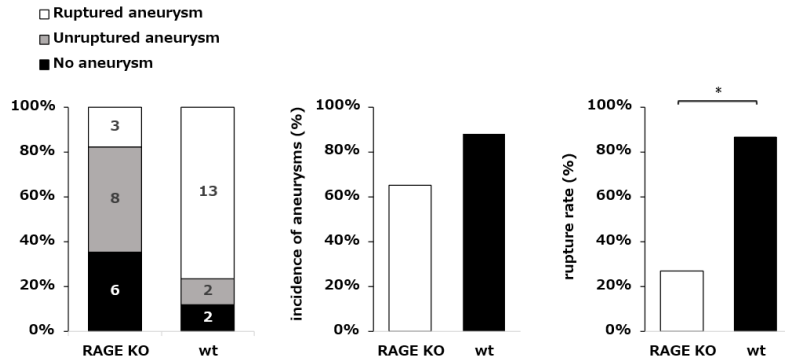 Ruptured aneurysm
Unruptured aneurysm
No aneurysm
100%
80%
60%
40%
20%
0%
3
8
6
13
2
2
RAGE KO
wt
incidence of aneurysms (%)
100%
80%
60%
40%
20%
0%
RAGE KO
wt
rupture rate (%)
100%
80%
60%
40%
20%
0%
*
RAGE KO
wt